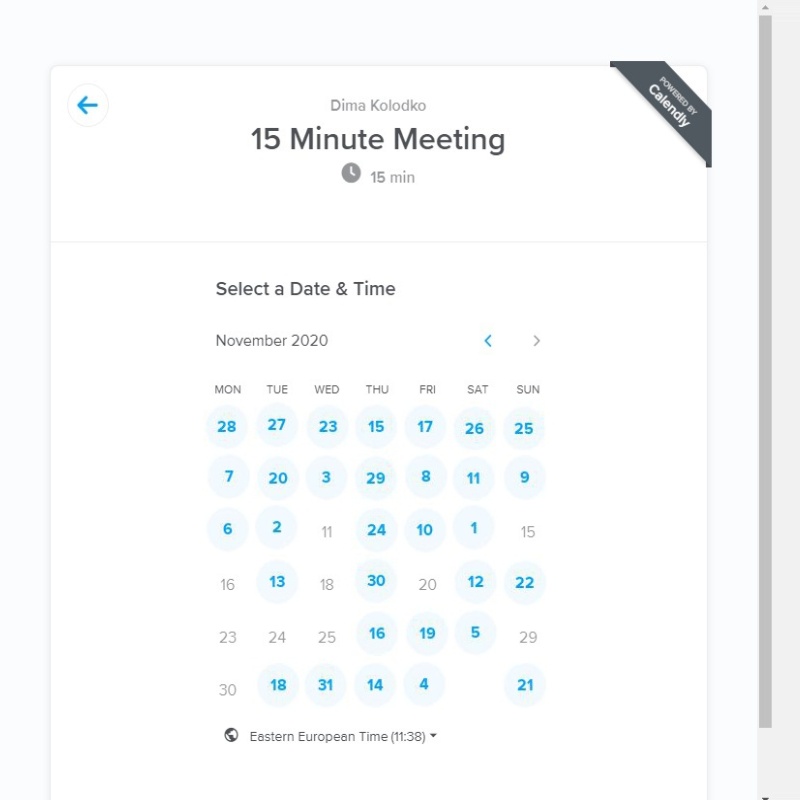 POWERED BY
Calendly
Dima Kolodko
15 Minute Meeting
15 min
Select a Date & Time
November 2020
MON TUE WED THU FRI SAT SUN
28 27 23 15 17 26 25
7 20 3 29 8 11 9
6 2 11 24 10 1 15
16 13 18 30 20 12 22
23 24 25 16 19 5 29
30 18 31 14 4 21
Eastern European Time (11:38)